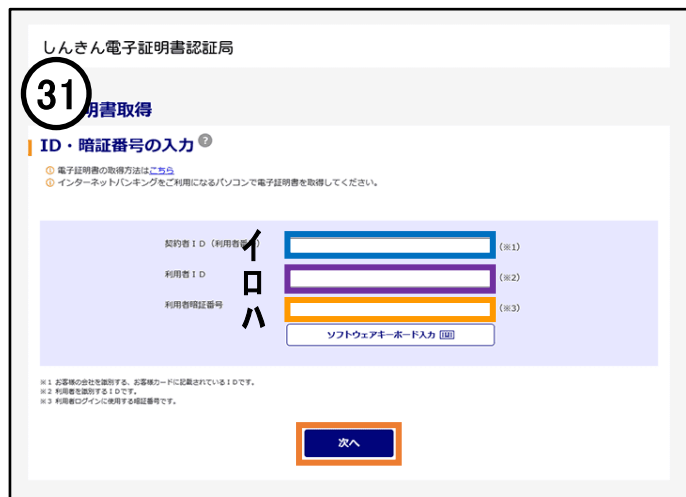 しんきん電子証明書認証局
31
明書取得
ID・暗証番号の入力 ?
電子証明書の取得方法はこちら
インターネットバンキングをご利用になるパソコンで電子証明書を取得してください。
契約者ID(利用者番号) イ (※1)
利用者ID ロ (※2)
利用者暗証番号 ハ (※3)
ソフトウェアキーボード入力
※1 お客様の会社を識別する、お客様カードに記載されているIDです。
※2 利用者を識別するIDです。
※3 利用者ログインに使用する暗証番号です。
次へ